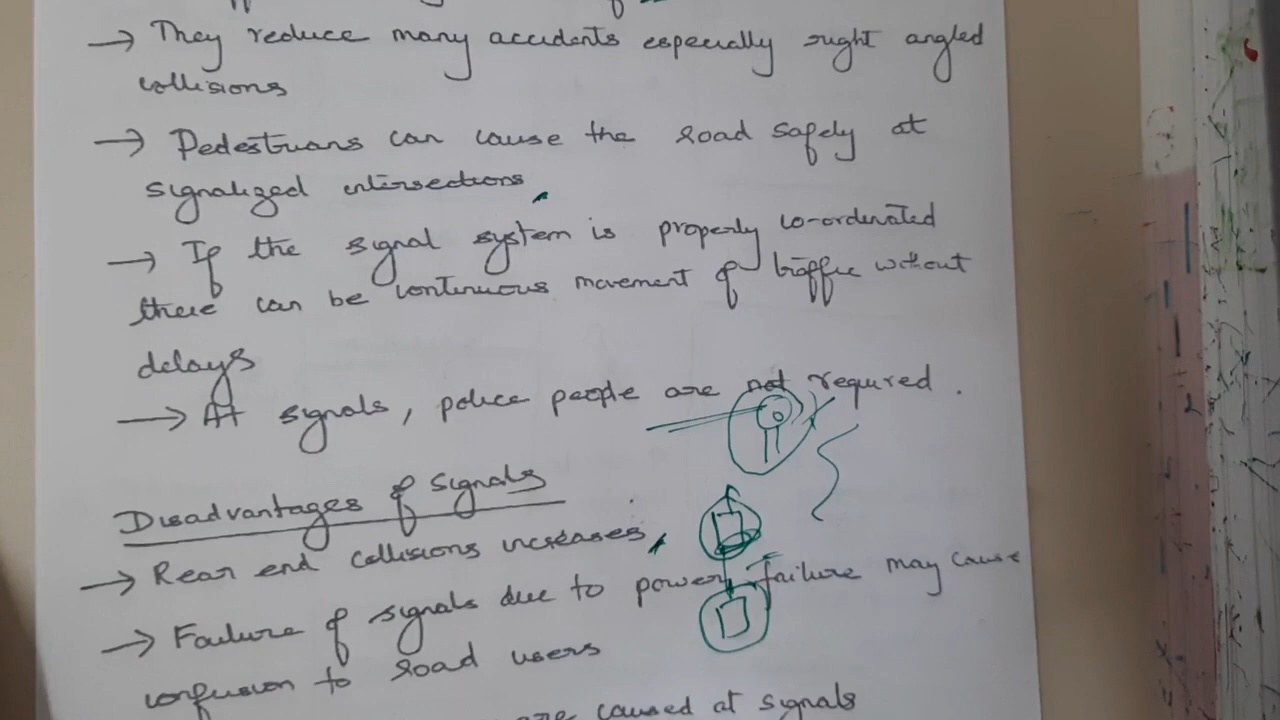 → They reduce many accidents especially right angled
collisions
→ Pedestrians can cause the road safely at
signalized intersections
→ If the signal system is properly co-ordinated
there can be continuous movement of traffic without
delays
→ At signals, police people are not required.
Disadvantages of Signals
→ Rear end collisions increases
→ Failure of signals due to power failure may cause
confusion to road users
are caused at signals